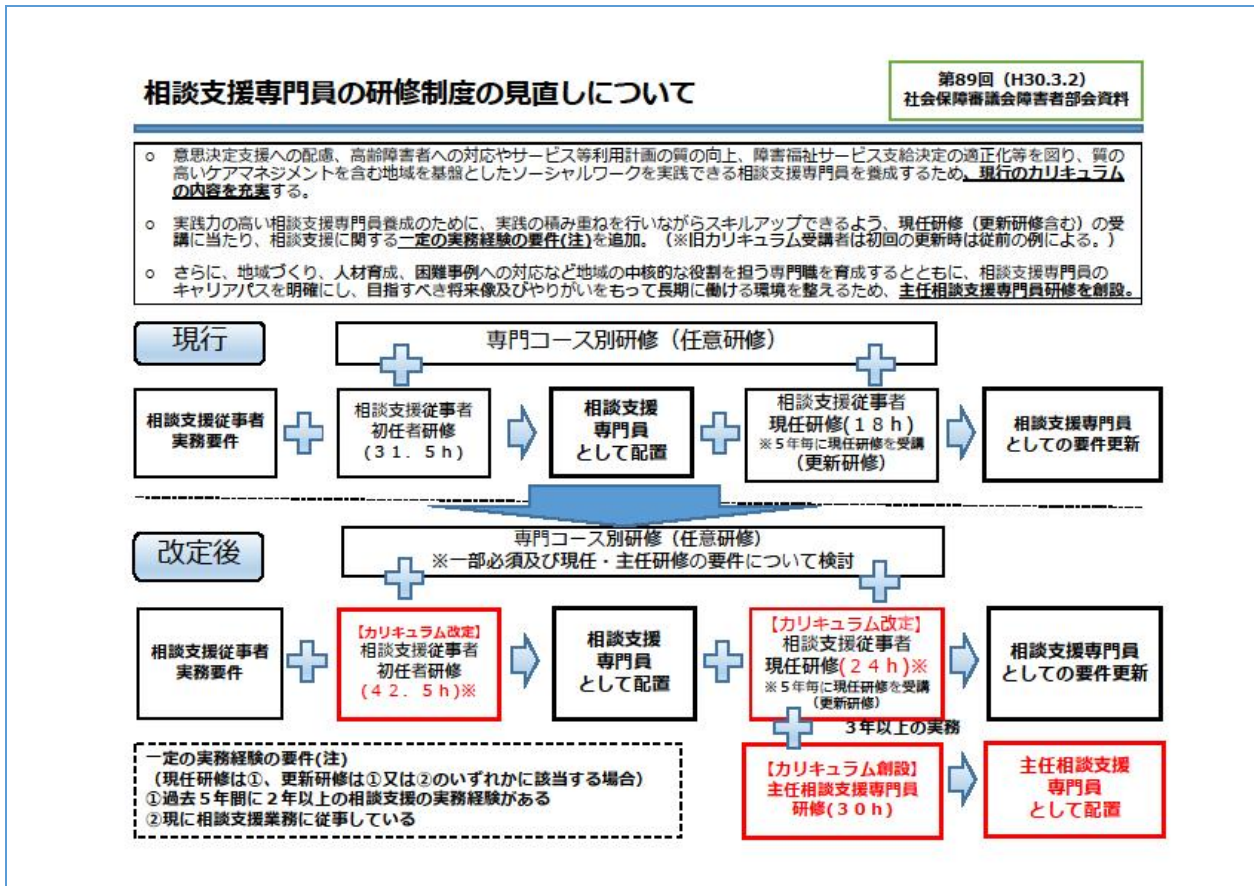 相談支援専門員の研修制度の見直しについて
第89回（H30.3.2）
社会保障審議会障害者部会資料
○ 意思決定支援への配慮、高齢障害者への対応やサービス等利用計画の質の向上、障害福祉サービス支給決定の適正化等を図り、質の
高いケアマネジメントを含む地域を基盤としたソーシャルワークを実践できる相談支援専門員を養成するため、現行のカリキュラム
の内容を充実する。
○ 実践力の高い相談支援専門員養成のために、実践の積み重ねを行いながらスキルアップできるよう、現任研修（更新研修含む）の受
講に当たり、相談支援に関する一定の実務経験の要件(注)を追加。（※旧カリキュラム受講者は初回の更新時は従前の例による。）
○ さらに、地域づくり、人材育成、困難事例への対応など地域の中核的な役割を担う専門職を育成するとともに、相談支援専門員の
キャリアパスを明確にし、目指すべき将来像及びやりがいをもって長期に働ける環境を整えるため、主任相談支援専門員研修を創設。
現行
専門コース別研修（任意研修）
相談支援従事者
実務要件
相談支援従事者
初任者研修
(31．5h)
相談支援
専門員
として配置
相談支援従事者
現任研修(18h)
※5年毎に現任研修を受講
（更新研修）
相談支援専門員
としての要件更新
改定後
専門コース別研修（任意研修）
※一部必須及び現任・主任研修の要件について検討
相談支援従事者
実務要件
【カリキュラム改定】
相談支援従事者
初任者研修
(42．5h)※
相談支援
専門員
として配置
【カリキュラム改定】
相談支援従事者
現任研修(24h)※
※5年毎に現任研修を受講
（更新研修）
相談支援専門員
としての要件更新
3年以上の実務
一定の実務経験の要件(注)
（現任研修は①、更新研修は①又は②のいずれかに該当する場合）
①過去５年間に２年以上の相談支援の実務経験がある
②現に相談支援業務に従事している
【カリキュラム創設】
主任相談支援専門員
研修(30h)
主任相談支援
専門員
として配置